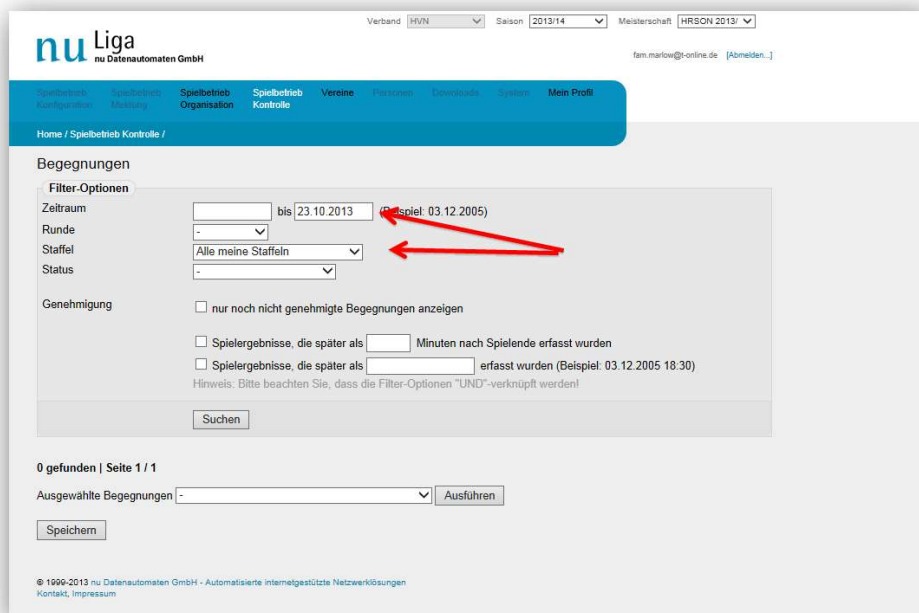 Verband HVN Saison 2013/14 Meisterschaft HRSON 2013/
nu Liga
nu Datenautomaten GmbH
fam.marlow@t-online.de [Abmelden...]
Spielbetrieb Konfiguration Spielbetrieb Meldung Spielbetrieb Organisation Spielbetrieb Kontrolle Vereine Personen Downloads System Mein Profil
Home / Spielbetrieb Kontrolle /
Begegnungen
Filter-Optionen
Zeitraum bis 23.10.2013 (Beispiel: 03.12.2005)
Runde -
Staffel Alle meine Staffeln
Status -
Genehmigung nur noch nicht genehmigte Begegnungen anzeigen
Spielergebnisse, die später als Minuten nach Spielende erfasst wurden
Spielergebnisse, die später als erfasst wurden (Beispiel: 03.12.2005 18:30)
Hinweis: Bitte beachten Sie, dass die Filter-Optionen "UND"-verknüpft werden!
Suchen
0 gefunden | Seite 1 / 1
Ausgewählte Begegnungen - Ausführen
Speichern
© 1999-2013 nu Datenautomaten GmbH - Automatisierte internetgestützte Netzwerklösungen
Kontakt, Impressum